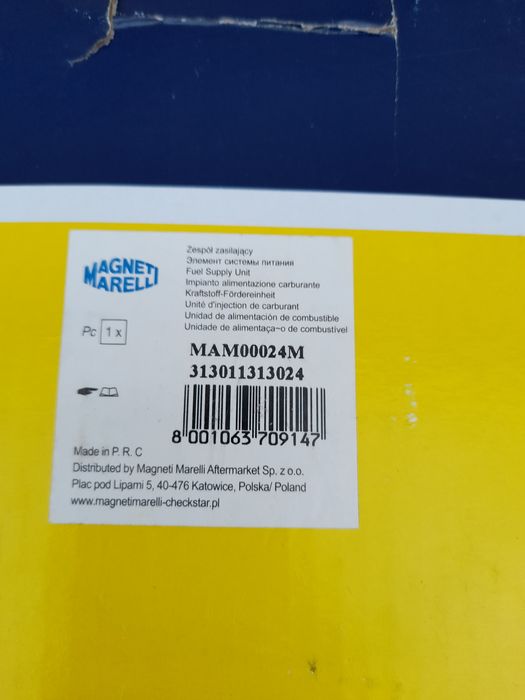 MAGNETI
MARELLI
Zespół zasilający
Элемент системы питания
Fuel Supply Unit
Impianto alimentazione carburante
Kraftstoff-Fördereinheit
Unité d'injection de carburant
Unidad de alimentación de combustible
Unidade de alimentaça~o de combustível
Pc 1 x
MAM00024M
313011313024
8 001063 709147
Made in P. R. C
Distributed by Magneti Marelli Aftermarket Sp. z o.o.
Plac pod Lipami 5, 40-476 Katowice, Polska/ Poland
www.magnetimarelli-checkstar.pl